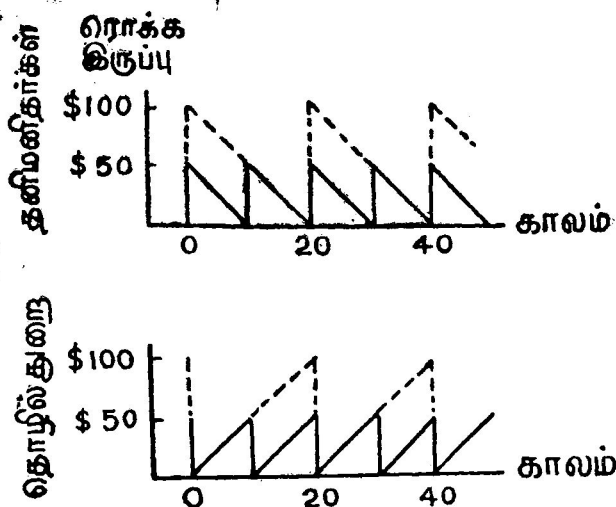 ரொக்க
இருப்பு
தனிமனிதர்கள்
$100
$50
0 20 40 காலம்
தொழில்துறை
$100
$50
0 20 40 காலம்